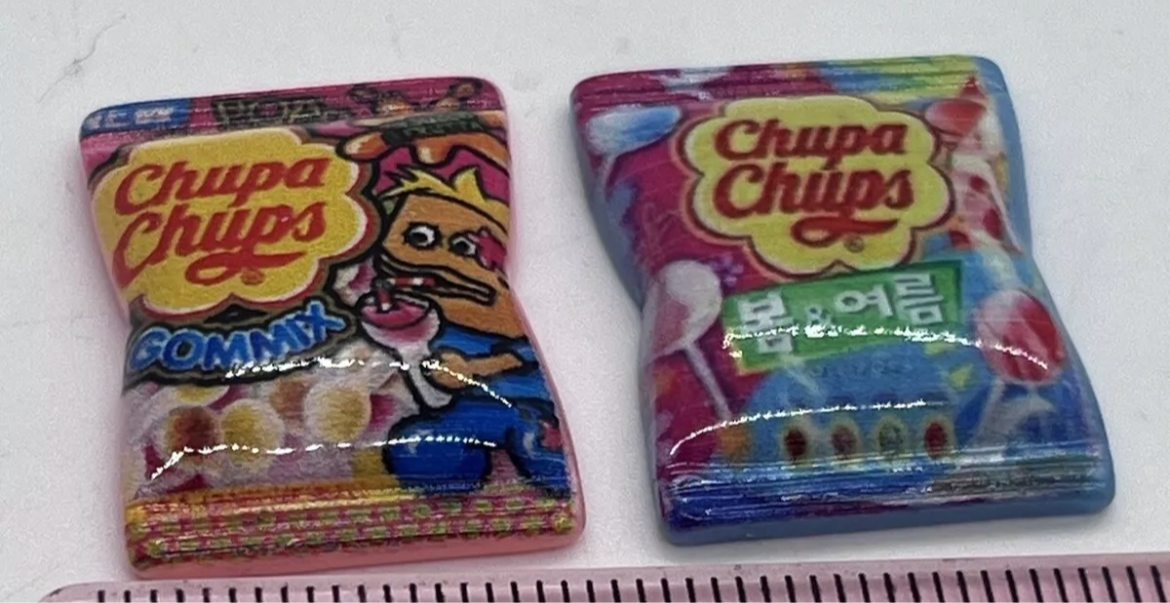 Chupa
Chups
®
GOMMIX
Chupa
Chups
®
봄 & 여름